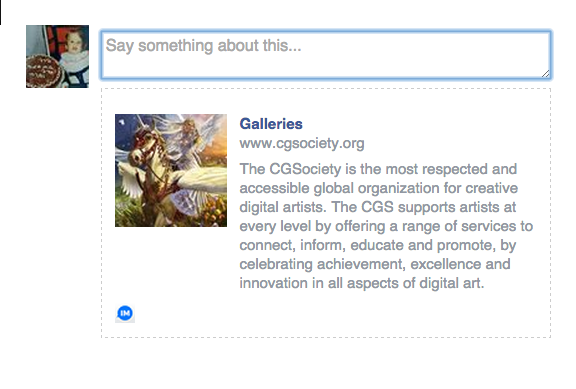 Say something about this...
Galleries
www.cgsociety.org
The CGSociety is the most respected and
accessible global organization for creative
digital artists. The CGS supports artists at
every level by offering a range of services to
connect, inform, educate and promote, by
celebrating achievement, excellence and
innovation in all aspects of digital art.
IM